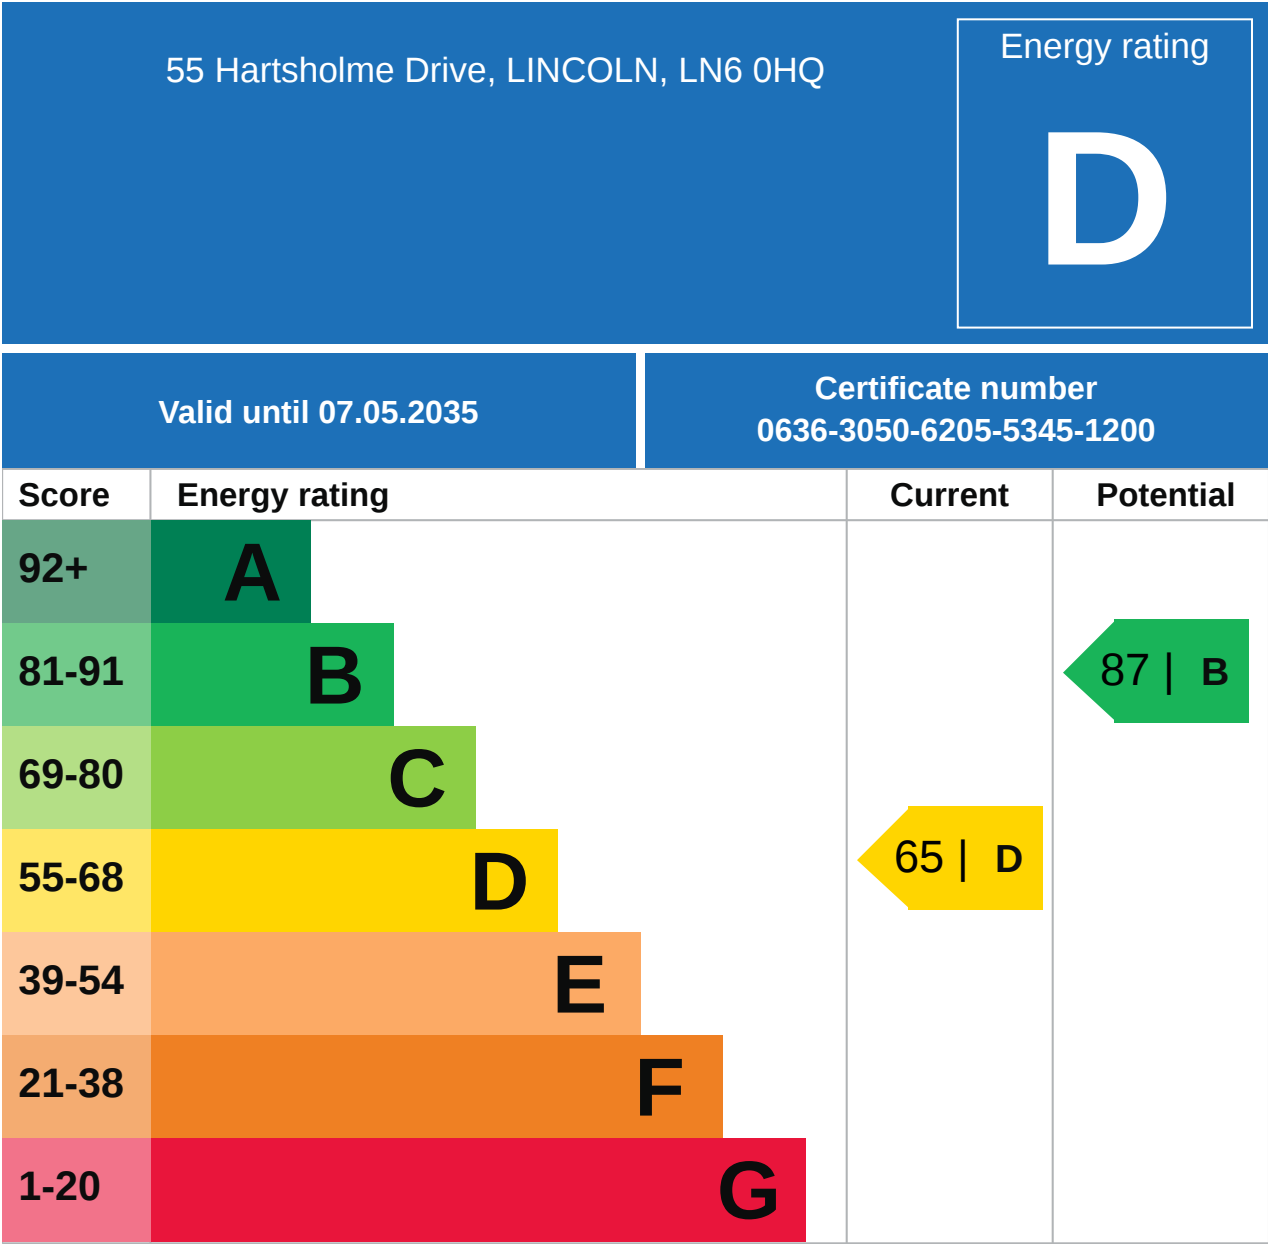 55 Hartsholme Drive, LINCOLN, LN6 0HQ
Energy rating
D
Valid until 07.05.2035
Certificate number
0636-3050-6205-5345-1200
Score Energy rating Current Potential
92+ A
81-91 B 87 | B
69-80 C
55-68 D 65 | D
39-54 E
21-38 F
1-20 G